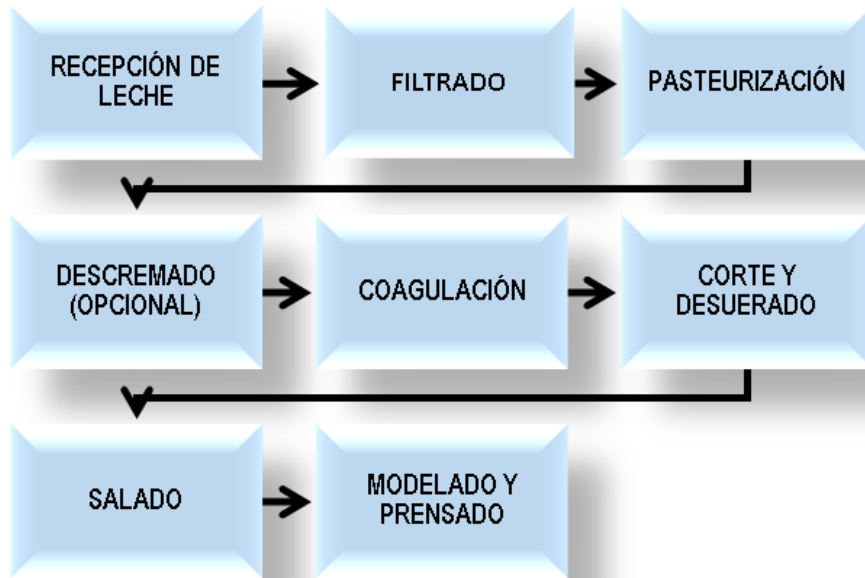 RECEPCIÓN DE
LECHE
FILTRADO
PASTEURIZACIÓN
DESCREMADO
(OPCIONAL)
COAGULACIÓN
CORTE Y
DESUERADO
SALADO
MODELADO Y
PRENSADO